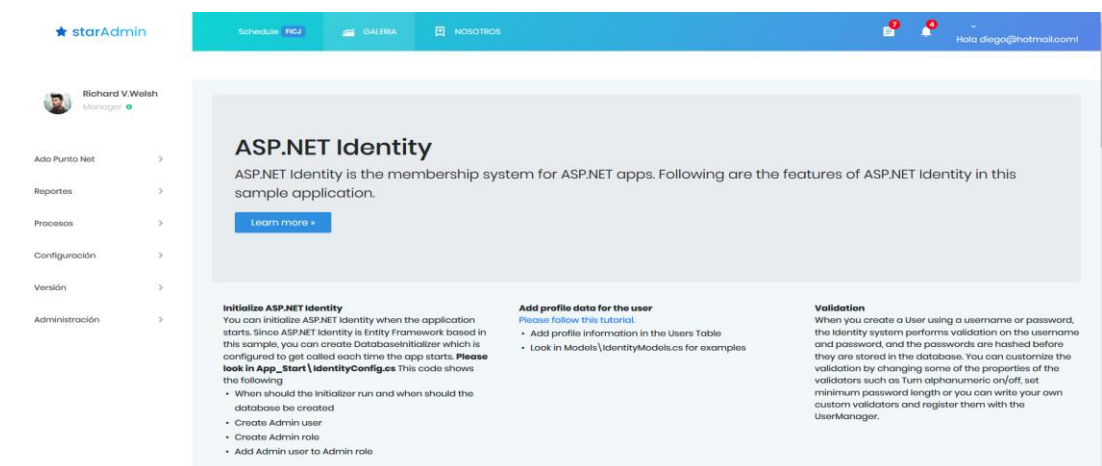 starAdmin
Schedule FICJ
GALERIA
NOSOTROS
7
4
Hola diego@hotmail.com!
Richard V.Welsh
Manager
Ado Punto Net
Reportes
Procesos
Configuración
Versión
Administración
ASP.NET Identity
ASP.NET Identity is the membership system for ASP.NET apps. Following are the features of ASP.NET Identity in this
sample application.
Learn more »
Initialize ASP.NET Identity
You can initialize ASP.NET Identity when the application
starts. Since ASP.NET Identity is Entity Framework based in
this sample, you can create DatabaseInitializer which is
configured to get called each time the app starts. Please
look in App_Start\IdentityConfig.cs This code shows
the following
• When should the Initializer run and when should the
database be created
• Create Admin user
• Create Admin role
• Add Admin user to Admin role
Add profile data for the user
Please follow this tutorial.
• Add profile information in the Users Table
• Look in Models\IdentityModels.cs for examples
Validation
When you create a User using a username or password,
the Identity system performs validation on the username
and password, and the passwords are hashed before
they are stored in the database. You can customize the
validation by changing some of the properties of the
validators such as Turn alphanumeric on/off, set
minimum password length or you can write your own
custom validators and register them with the
UserManager.